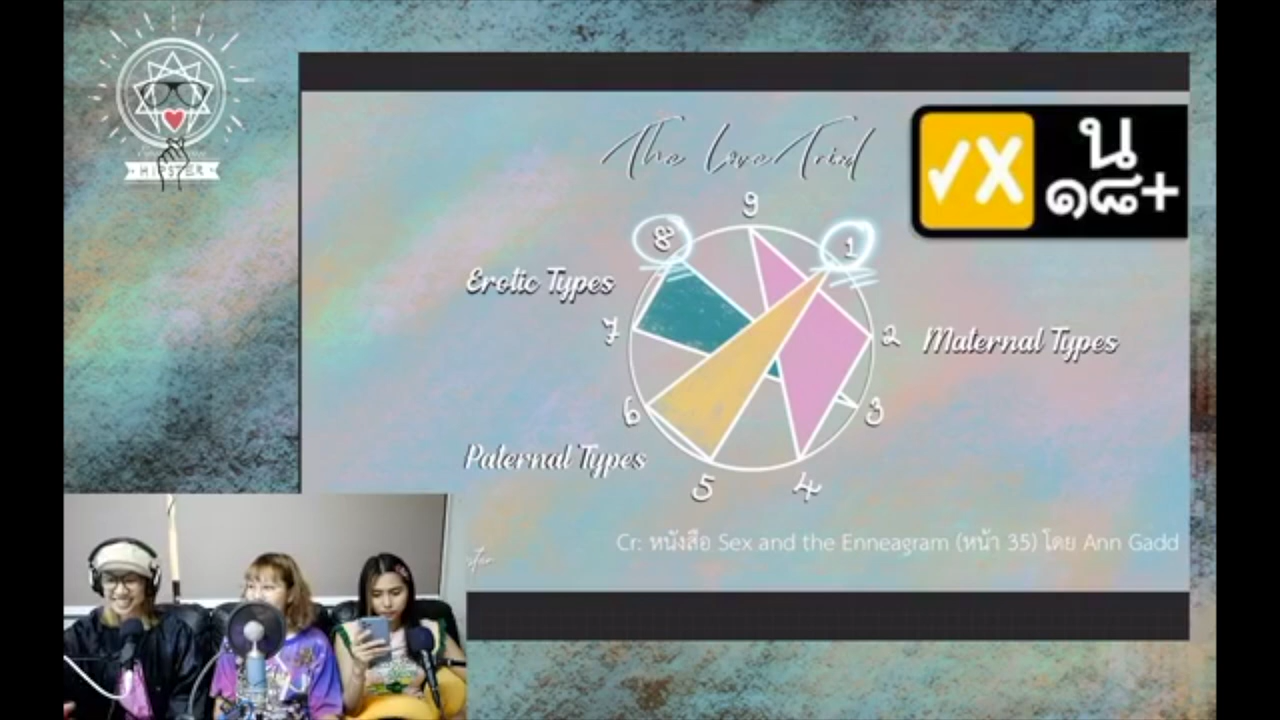 HIPSTER
The Love Triad
√X
น
๑๘+
9
8
1
Erotic Types
7
2
Maternal Types
6
3
Paternal Types
5
4
Cr: หนังสือ Sex and the Enneagram (หน้า 35) โดย Ann Gadd